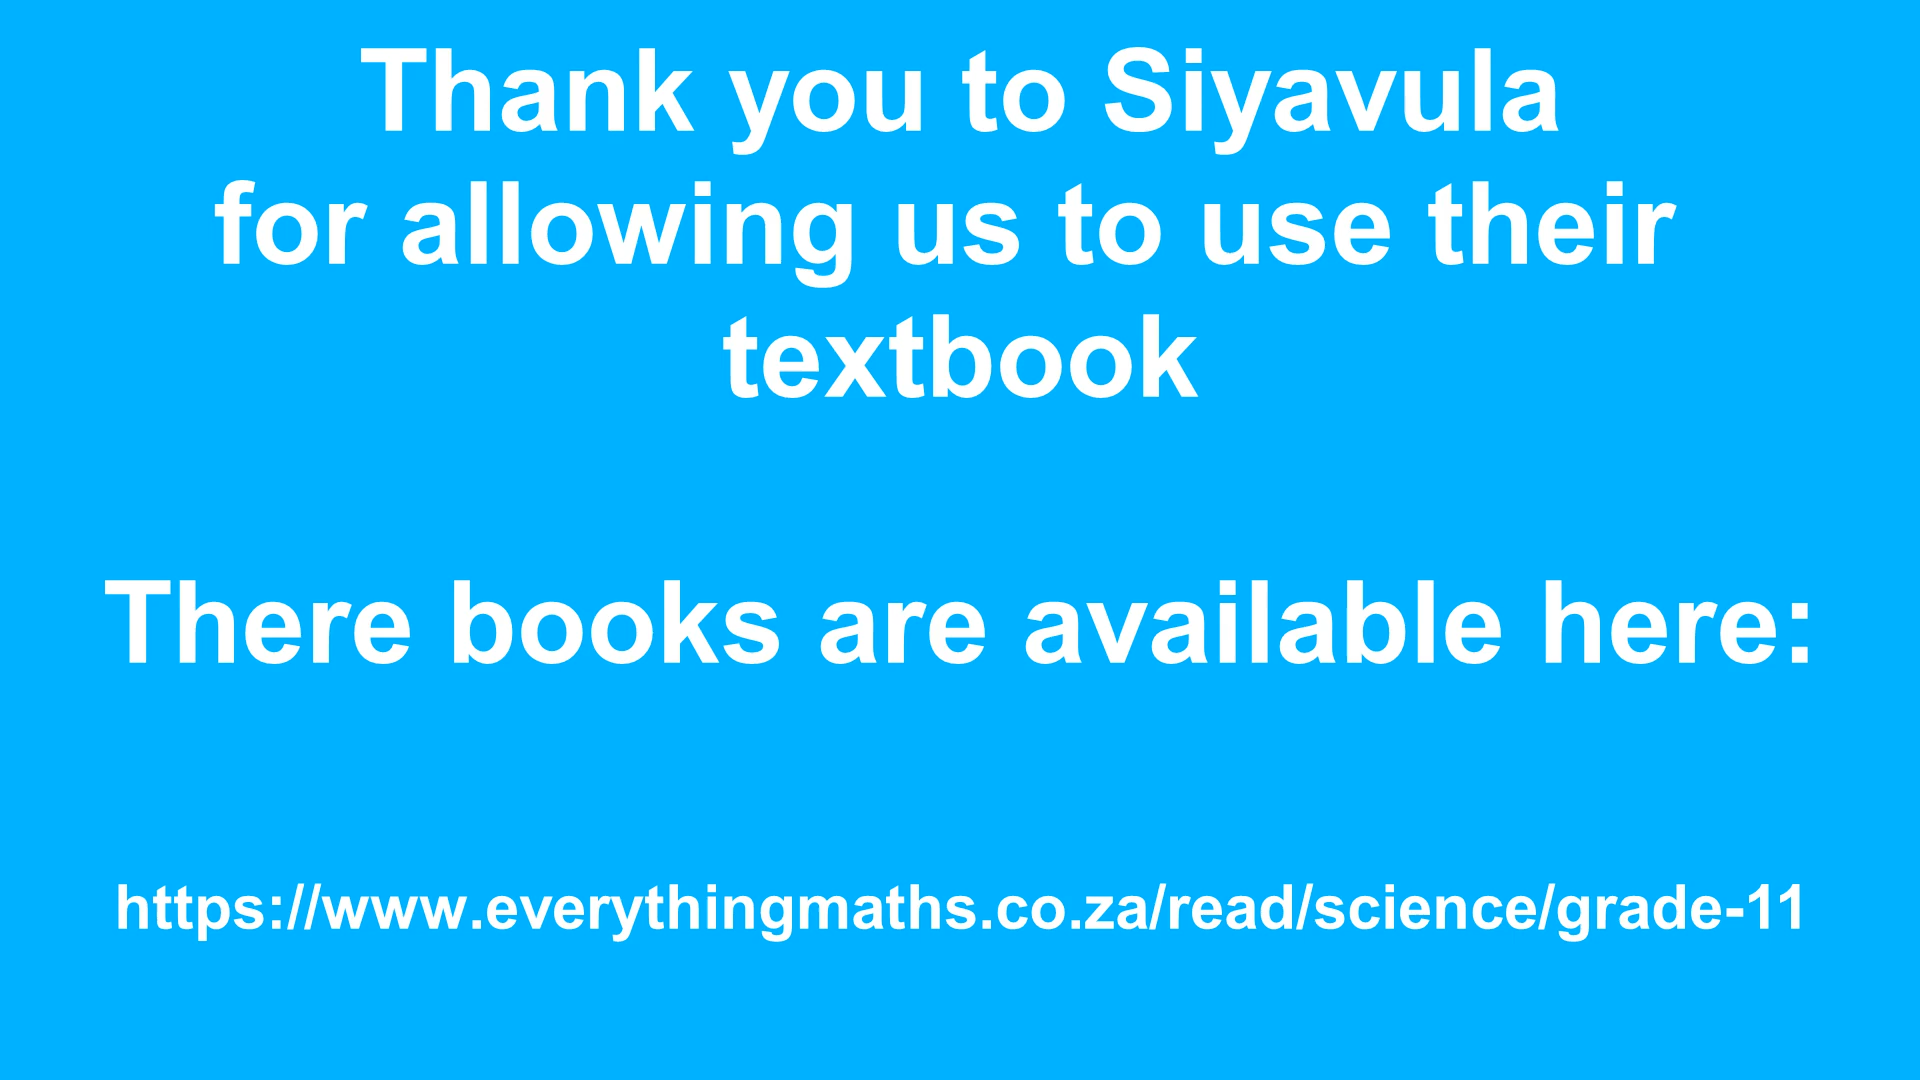 Thank you to Siyavula
for allowing us to use their
textbook
There books are available here:
https://www.everythingmaths.co.za/read/science/grade-11